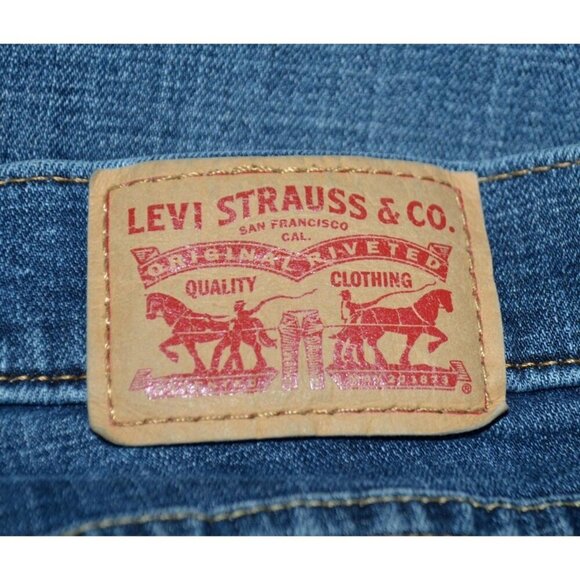 LEVI STRAUSS & CO.
SAN FRANCISCO
CAL.
ORIGINAL RIVETED
QUALITY CLOTHING
®